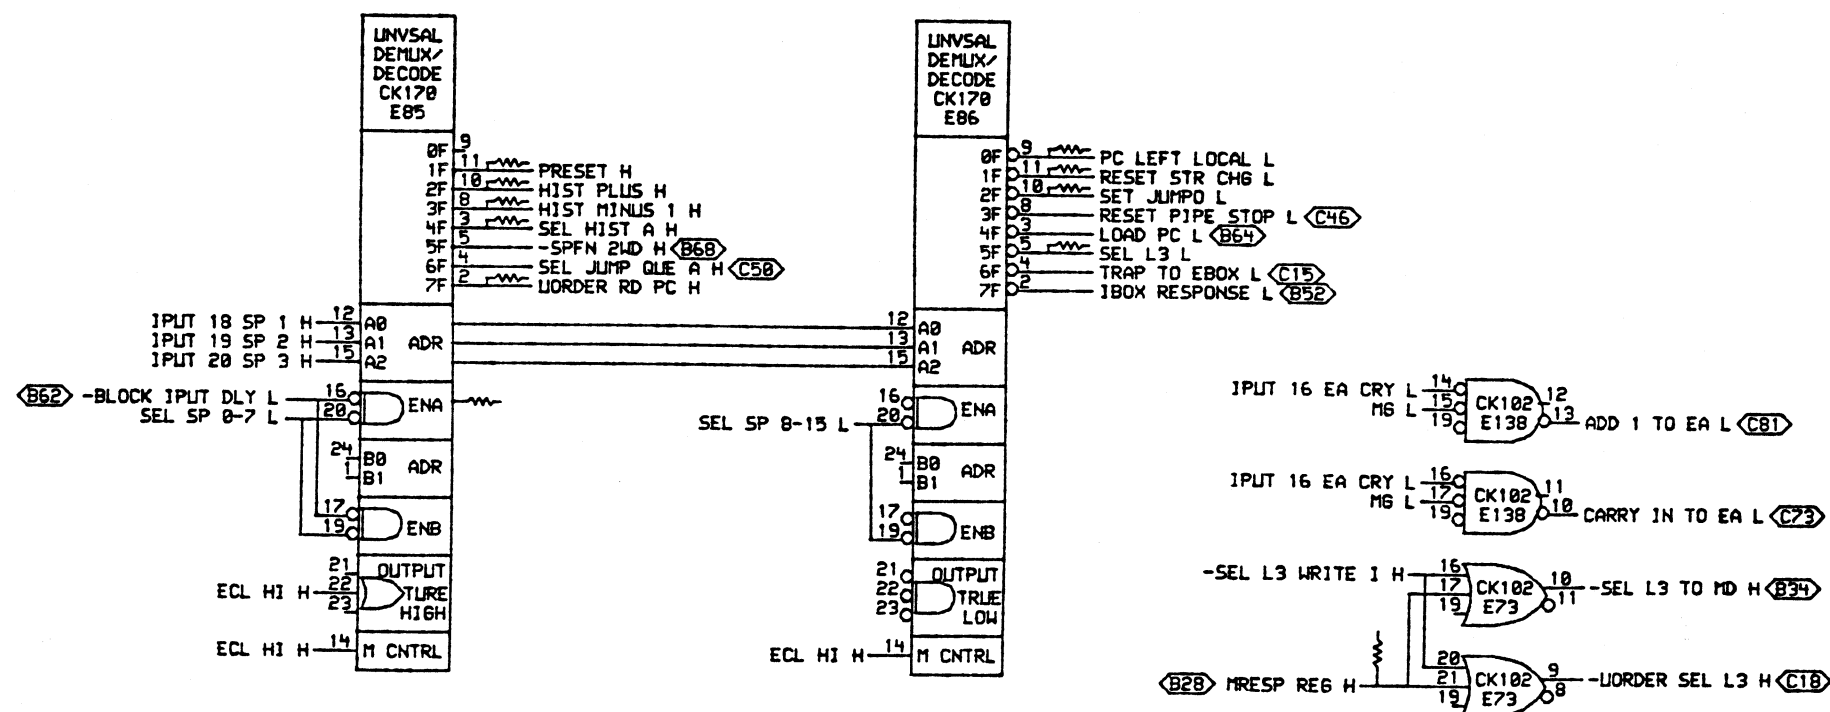 UNVSAL
DEMUX/
DECODE
CK170
E85
0F 9
1F 11 PRESET H
2F 10 HIST PLUS H
3F 8 HIST MINUS 1 H
4F 3 SEL HIST A H
5F 5 -SPFN 2WD H B68
6F 4 SEL JUMP QUE A H C50
7F 2 UORDER RD PC H
IPUT 18 SP 1 H 12 A0
IPUT 19 SP 2 H 13 A1 ADR
IPUT 20 SP 3 H 15 A2
B62 -BLOCK IPUT DLY L 16
SEL SP 0-7 L 20 ENA
24 B0 ADR
1 B1
17
19 ENB
21 OUTPUT
ECL HI H 22 TURE
23 HIGH
ECL HI H 14 M CNTRL
UNVSAL
DEMUX/
DECODE
CK170
E86
0F 9 PC LEFT LOCAL L
1F 11 RESET STR CHG L
2F 10 SET JUMPO L
3F 8 RESET PIPE STOP L C46
4F 3 LOAD PC L B64
5F 5 SEL L3 L
6F 4 TRAP TO EBOX L C15
7F 2 IBOX RESPONSE L B52
12 A0
13 A1 ADR
15 A2
16 ENA
SEL SP 8-15 L 20
24 B0 ADR
1 B1
17
19 ENB
21 OUTPUT
22 TRUE
23 LOW
ECL HI H 14 M CNTRL
IPUT 16 EA CRY L 14 12
M6 L 15 CK102 13
19 E138 ADD 1 TO EA L C81
IPUT 16 EA CRY L 16 11
M6 L 17 CK102 10
19 E138 CARRY IN TO EA L C73
-SEL L3 WRITE I H 16 10
17 CK102 11 -SEL L3 TO MD H B34
19 E73
20 9
B28 MRESP REG H 21 CK102 8 -UORDER SEL L3 H C18
19 E73